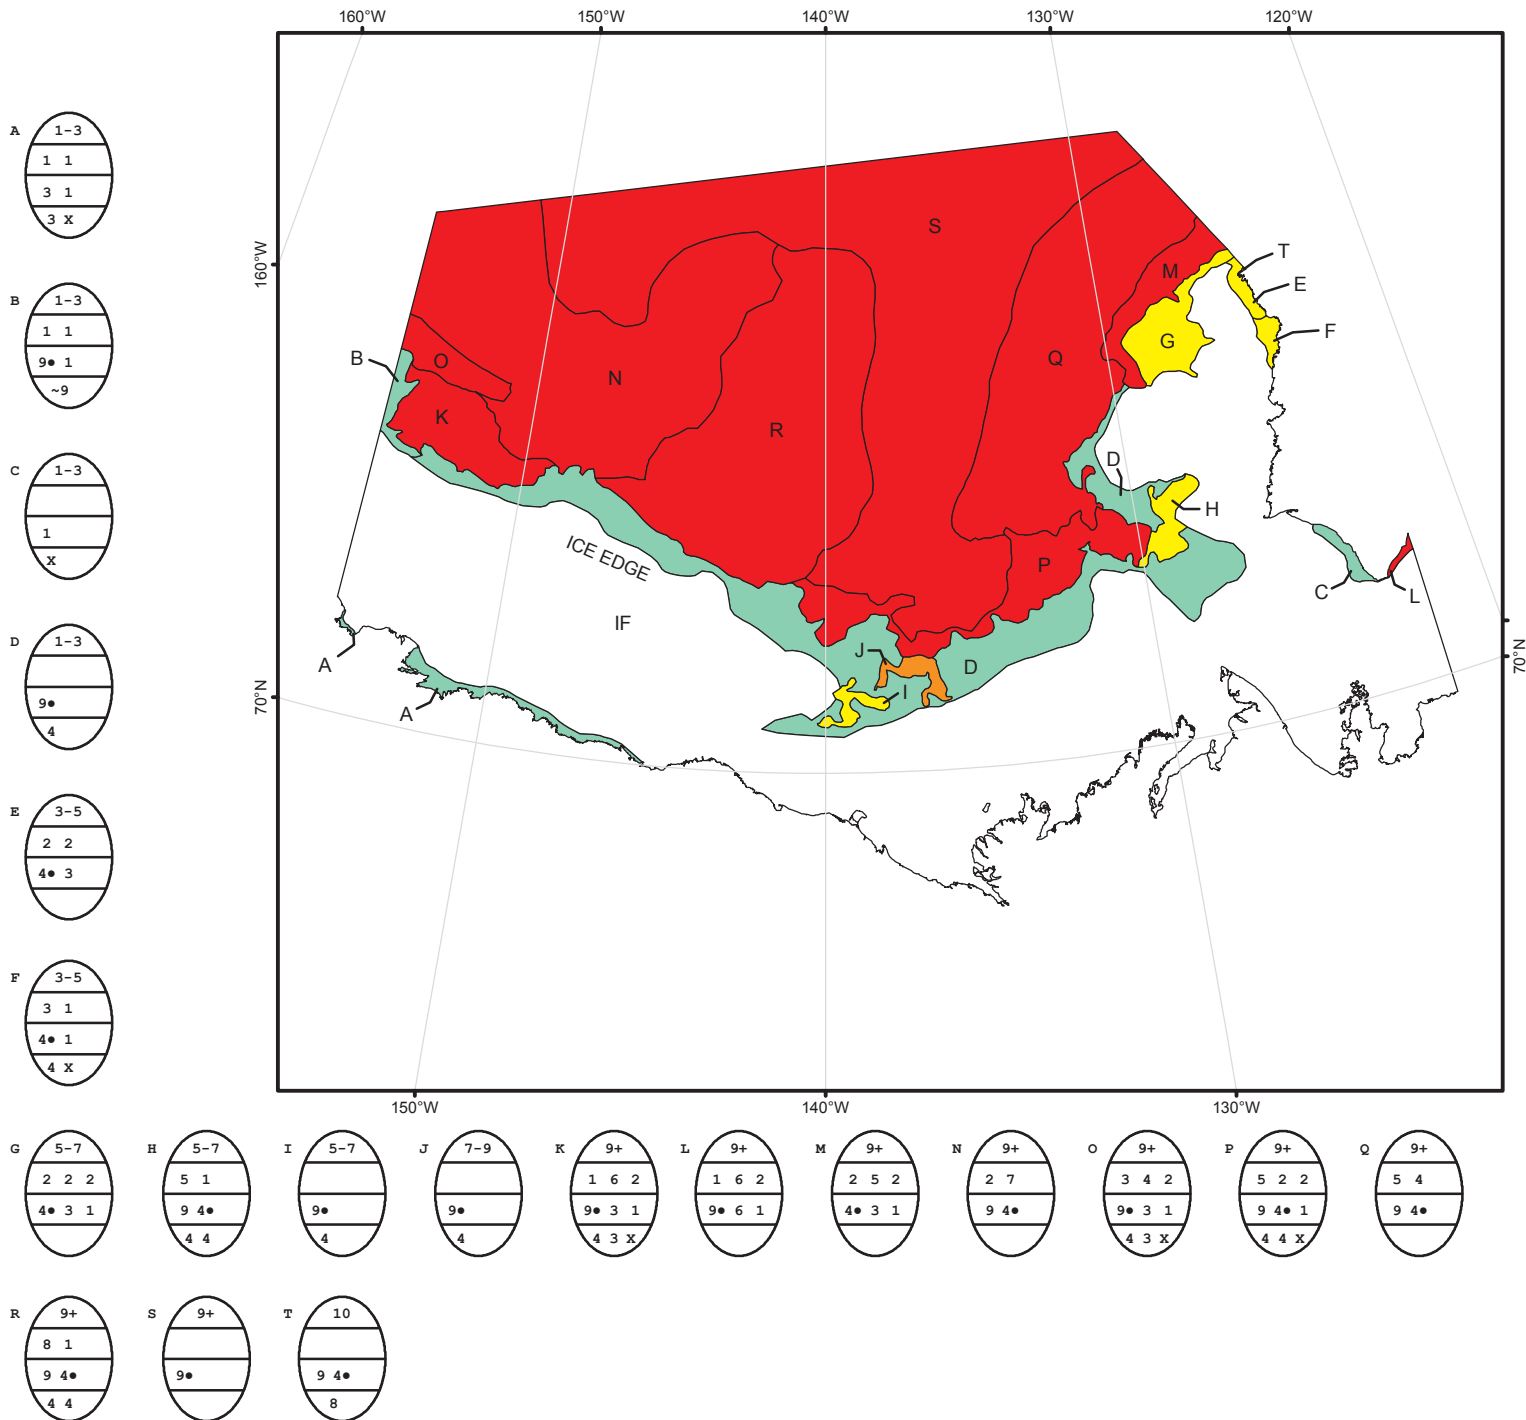 160°W 150°W 140°W 130°W 120°W
160°W
70°N
70°N
150°W 140°W 130°W
S
T
E
F
M
G
B
O
K
N
R
Q
D
H
P
C
L
ICE EDGE
IF
A
A
J
I
D
A
1-3
1 1
3 1
3 X
B
1-3
1 1
9• 1
~9
C
1-3
1
X
D
1-3
9•
4
E
3-5
2 2
4• 3
F
3-5
3 1
4• 1
4 X
G
5-7
2 2 2
4• 3 1
H
5-7
5 1
9 4•
4 4
I
5-7
9•
4
J
7-9
9•
4
K
9+
1 6 2
9• 3 1
4 3 X
L
9+
1 6 2
9• 6 1
M
9+
2 5 2
4• 3 1
N
9+
2 7
9 4•
O
9+
3 4 2
9• 3 1
4 3 X
P
9+
5 2 2
9 4• 1
4 4 X
Q
9+
5 4
9 4•
R
9+
8 1
9 4•
4 4
S
9+
9•
T
10
9 4•
8